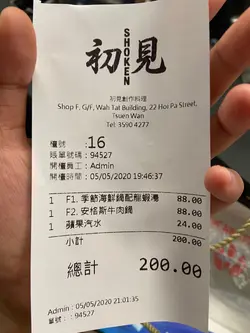 初見
SHOKEN
初見創作料理
Shop F, G/F, Wah Tat Building, 22 Hoi Pa Street,
Tsuen Wan
Tel: 3590 4277
檯號 :16
賬單號碼 : 94527
開檯員工 : Admin
開檯時間 : 05/05/2020 19:46:37
1 F1. 季節海鮮鍋配龍蝦湯 88.00
1 F2. 安格斯牛肉鍋 88.00
1 蘋果汽水 24.00
小計 200.00
總計 200.00
Admin : 05/05/2020 21:01:35
單號 : 94527